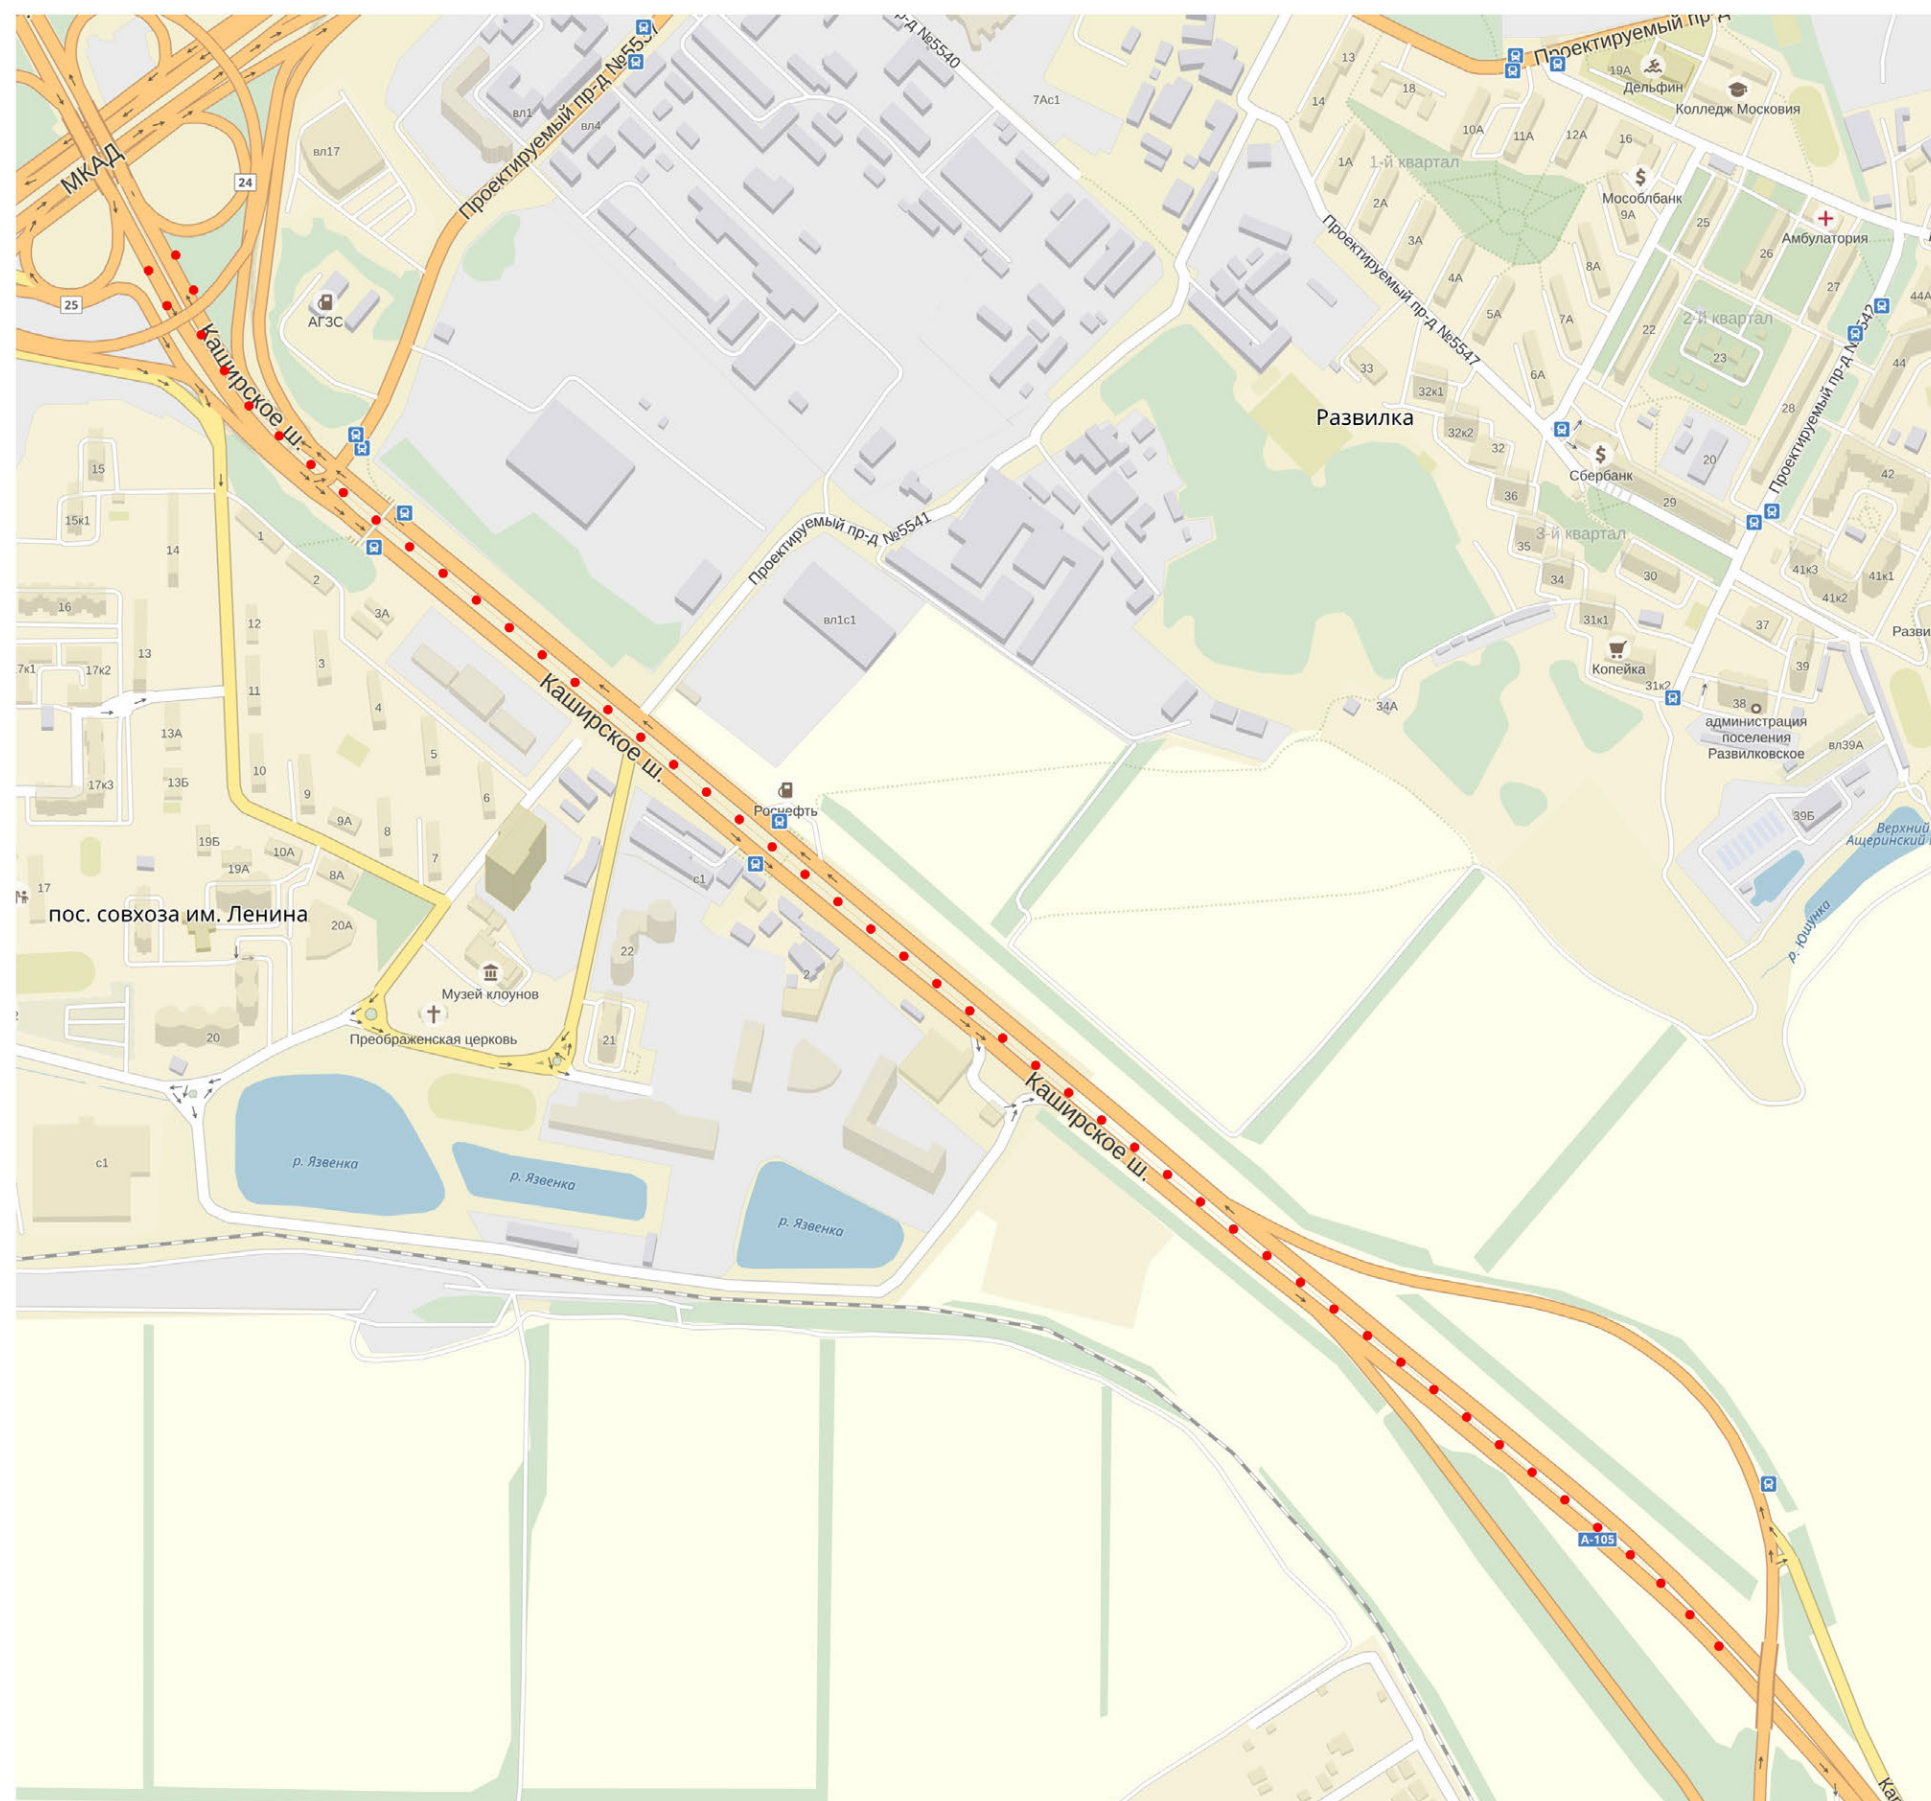 Проектируемый пр-д №5537
пр-д №5540
Проектируемый пр-д
7Ас1
13
14
18
19А
Дельфин
Колледж Московия
вл1
вл4
МКАД
24
вл17
10А
11А
12А
16
1А
1-й квартал
2А
3А
4А
5А
6А
7А
8А
9А
Мособлбанк
Амбулатория
25
26
27
44А
25
АГЗС
Проектируемый пр-д №5547
22
2-й квартал
23
Проектируемый пр-д №5542
44
28
33
32к1
32к2
32
Развилка
Каширское ш.
Сбербанк
20
42
29
36
15
15к1
14
1
2
3А
16
12
13
3
17к1
17к2
11
4
13А
5
10
13Б
17к3
9
6
9А
8
19Б
10А
7
19А
8А
17
20А
пос. совхоза им. Ленина
Проектируемый пр-д №5541
3-й квартал
35
34
30
41к3
41к1
41к2
вл1с1
31к1
37
Разви
39
Копейка
31к2
34А
38
администрация
поселения
Развилковское
вл39А
39Б
Верхний
Ащеринский
р. Юшунка
Каширское ш.
Роснефть
с1
22
2
Музей клоунов
Преображенская церковь
21
20
с1
р. Язвенка
р. Язвенка
р. Язвенка
Каширское ш.
А-105
Каш